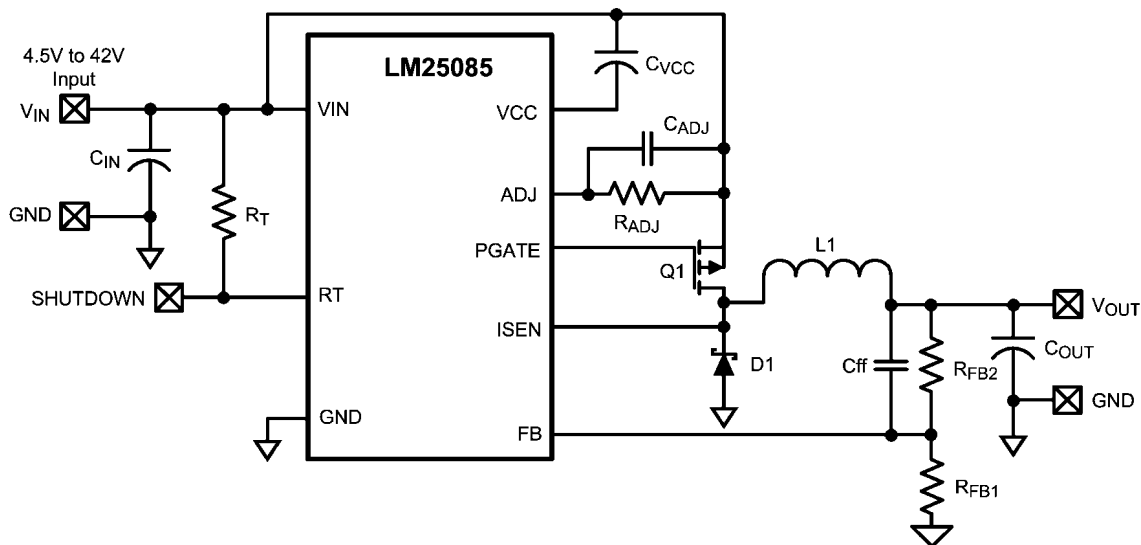 4.5V to 42V
Input
LM25085
CVCC
VIN
VIN
VCC
CADJ
CIN
ADJ
GND
RT
RADJ
PGATE
L1
Q1
SHUTDOWN
RT
VOUT
ISEN
COUT
D1
Cff
RFB2
GND
GND
FB
RFB1